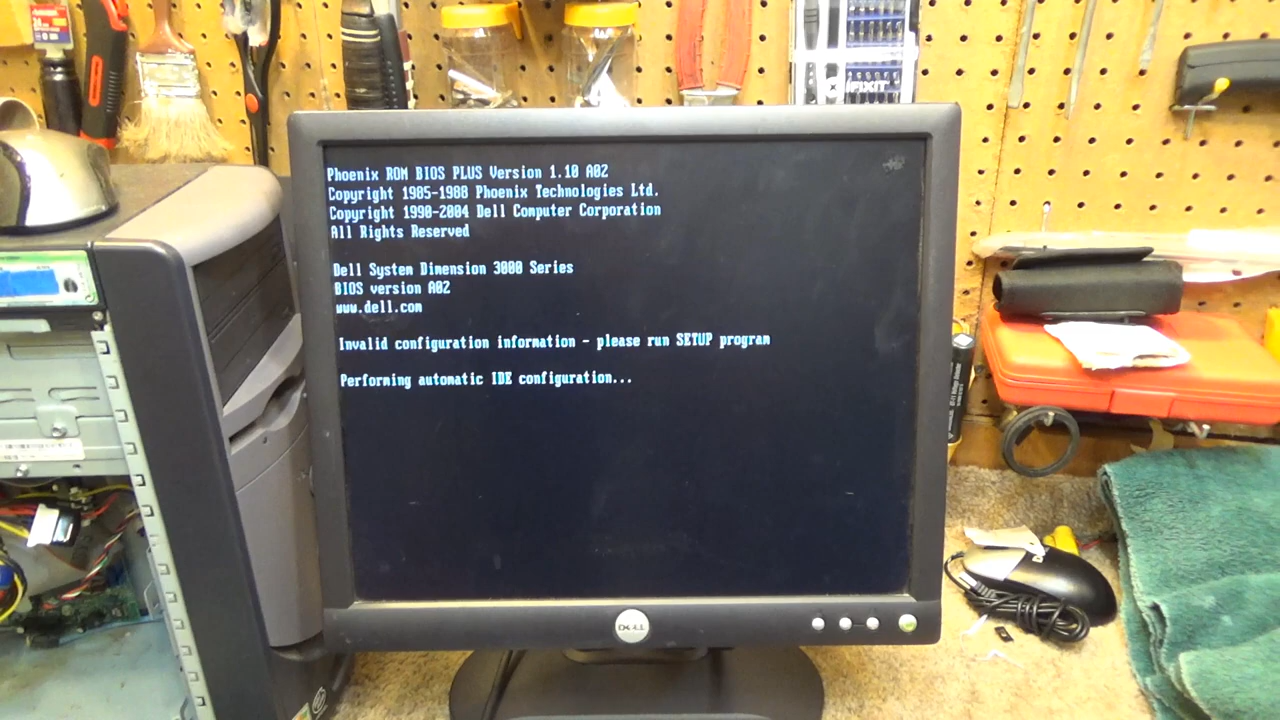 iFIXIT
Phoenix ROM BIOS PLUS Version 1.10 A02
Copyright 1985-1988 Phoenix Technologies Ltd.
Copyright 1990-2004 Dell Computer Corporation
All Rights Reserved
Dell System Dimension 3000 Series
BIOS version A02
www.dell.com
Invalid configuration information - please run SETUP program
Performing automatic IDE configuration...
DELL